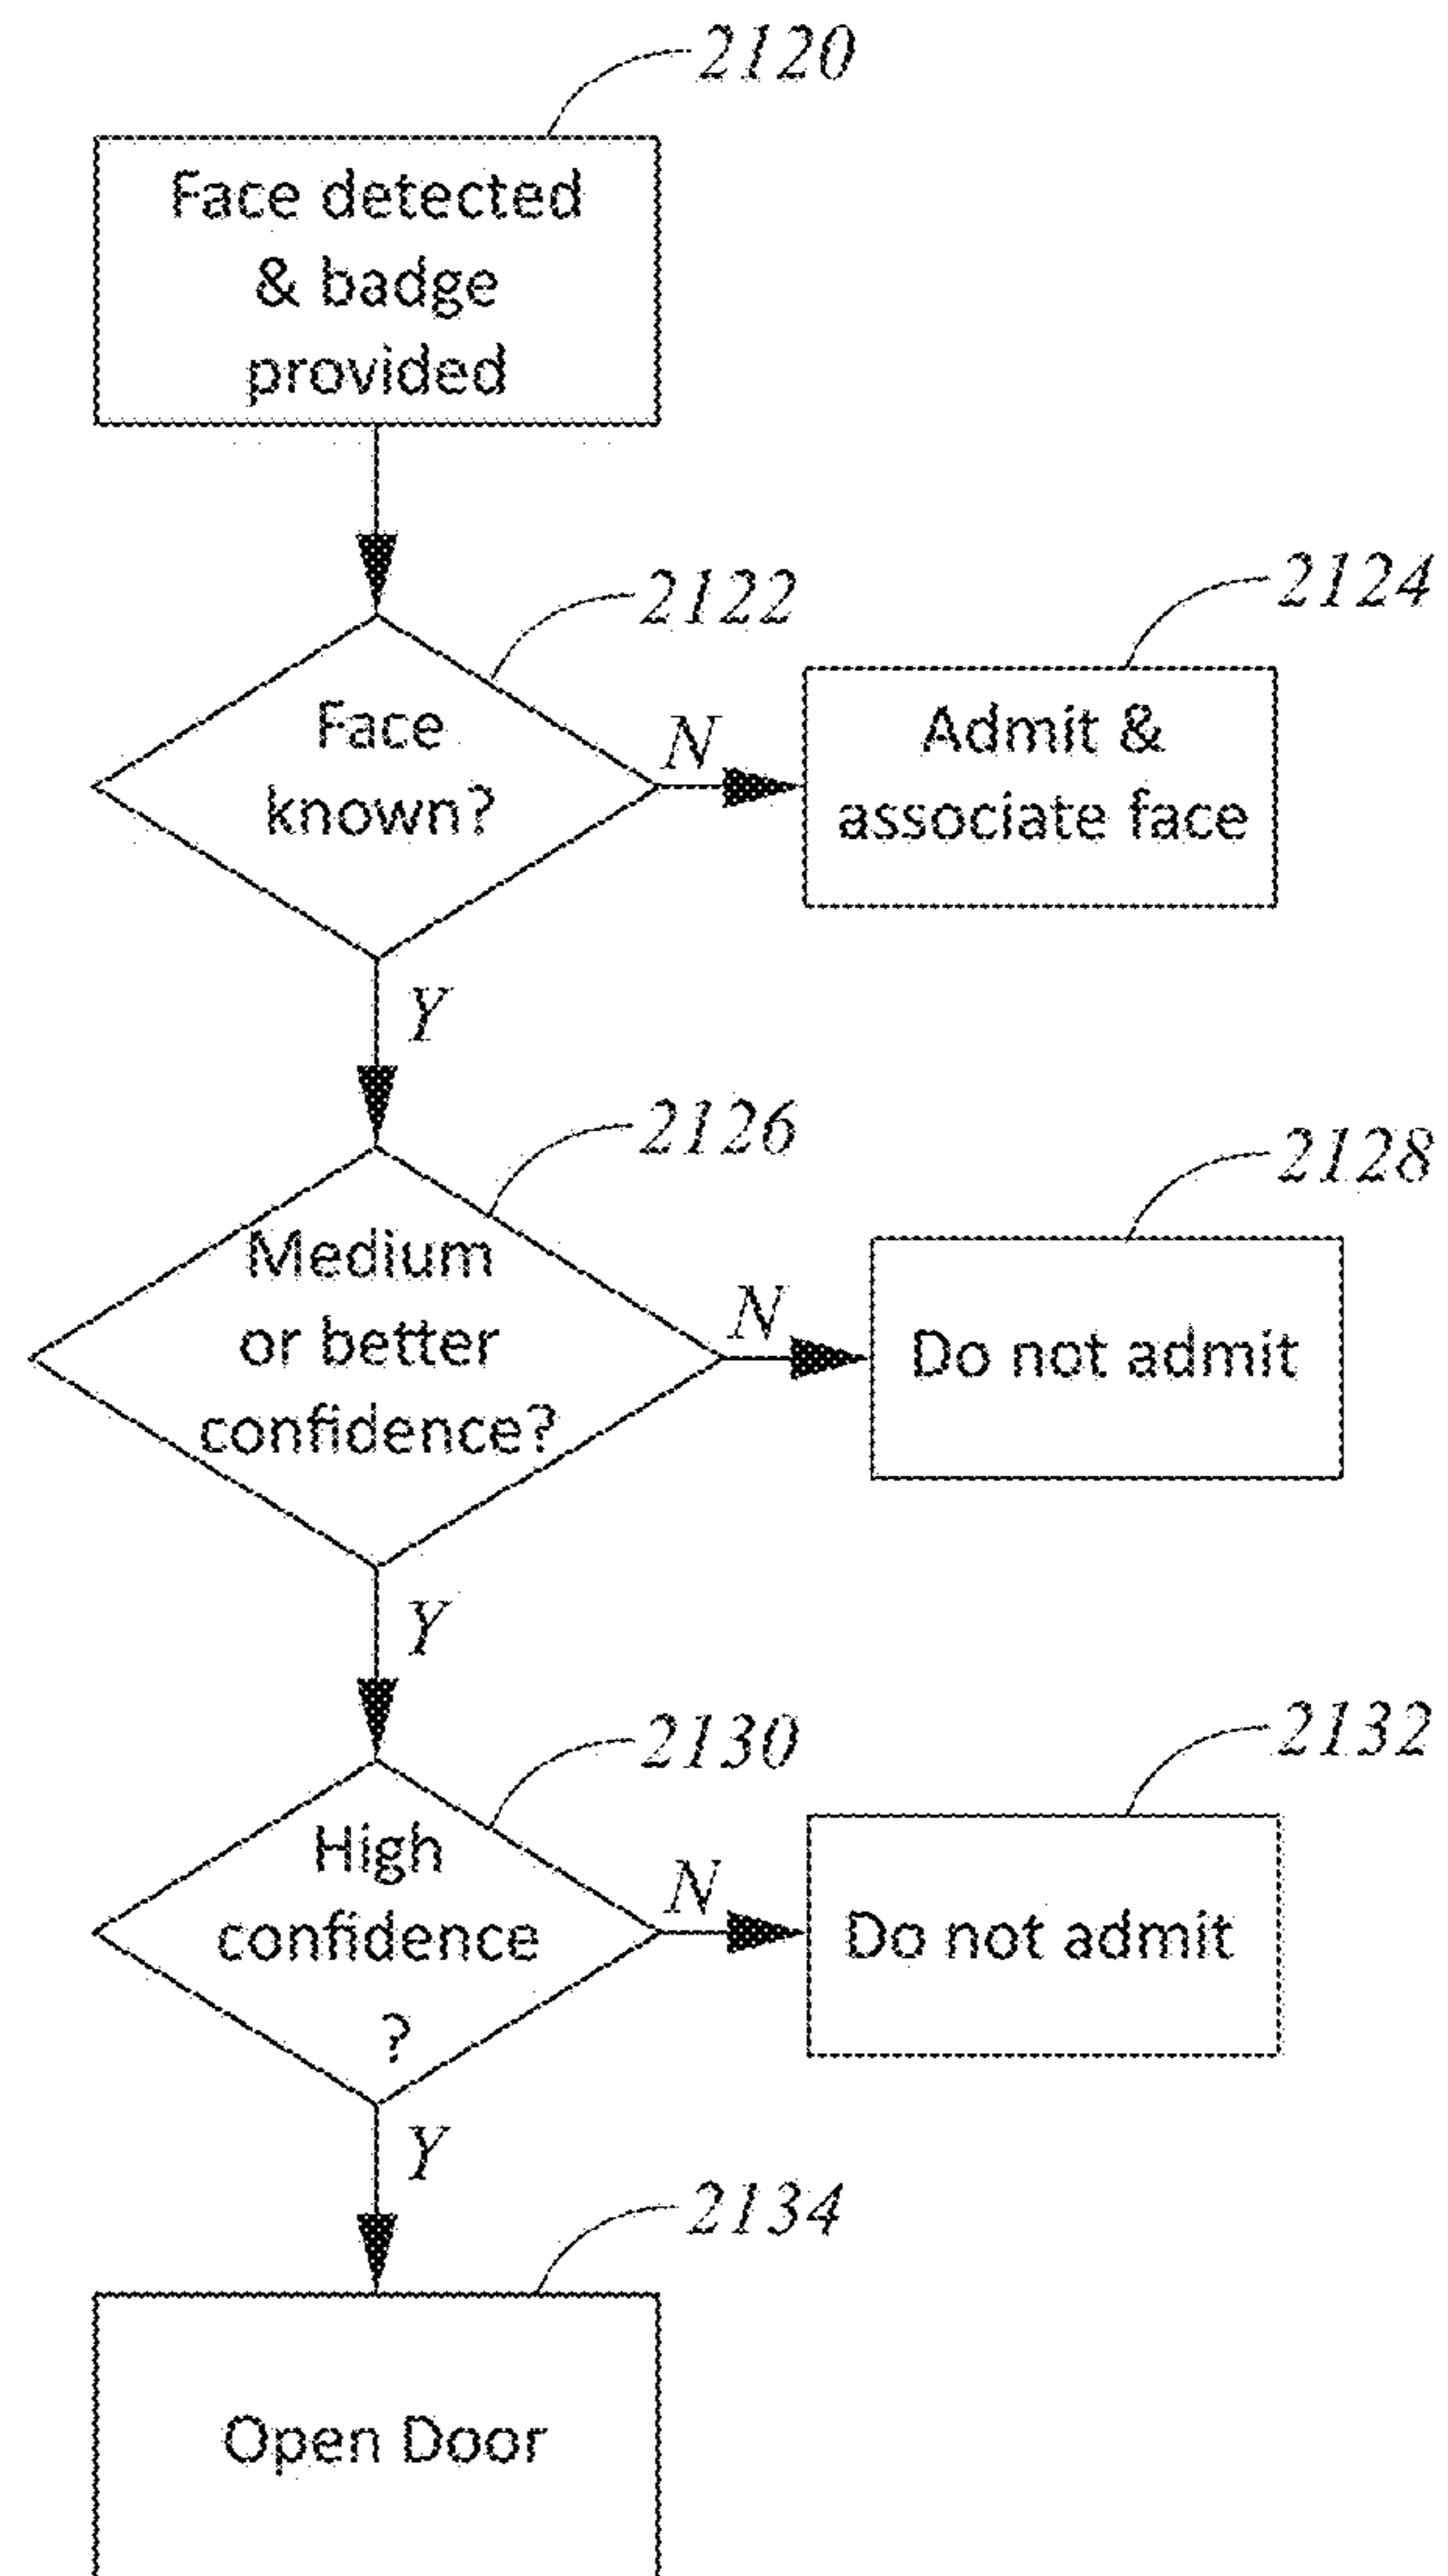 2120
Face detected
& badge
provided
2122
2124
Face
known?
N
Admit &
associate face
Y
2126
2128
Medium
or better
confidence?
N
Do not admit
Y
2130
2132
High
confidence
?
N
Do not admit
Y
2134
Open Door